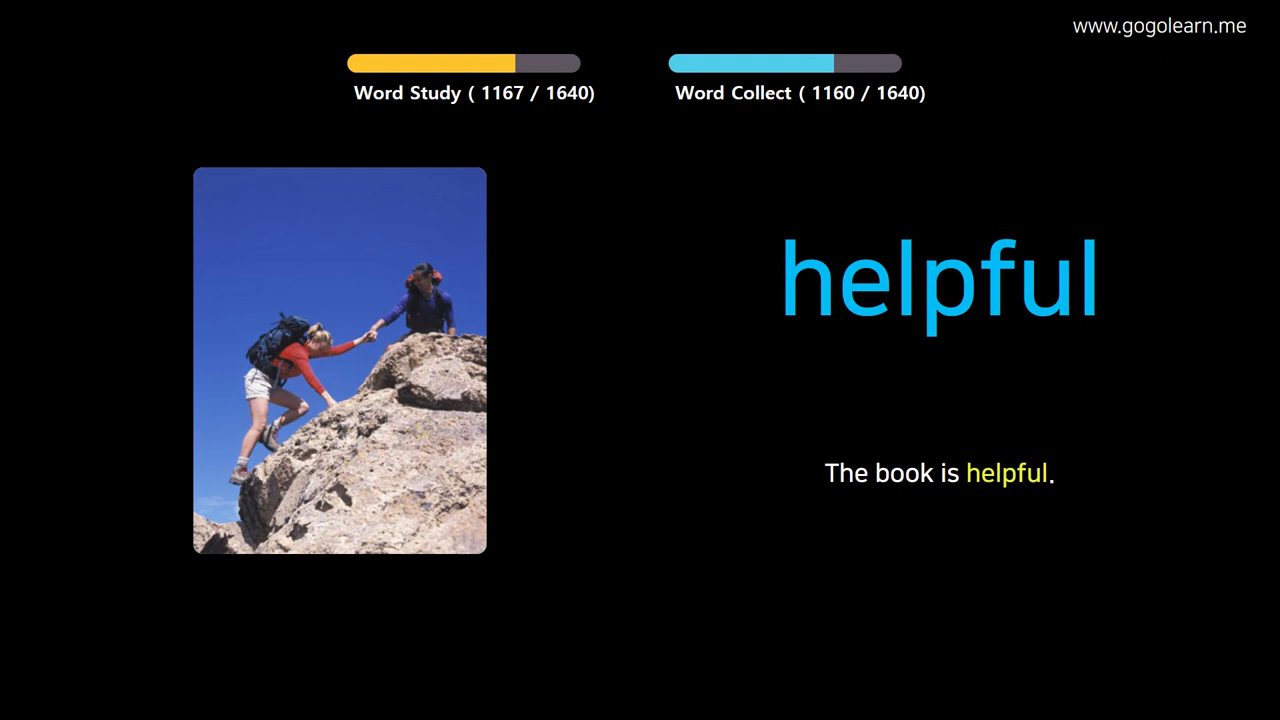 www.gogolearn.me
Word Study ( 1167 / 1640)
Word Collect ( 1160 / 1640)
helpful
The book is helpful.